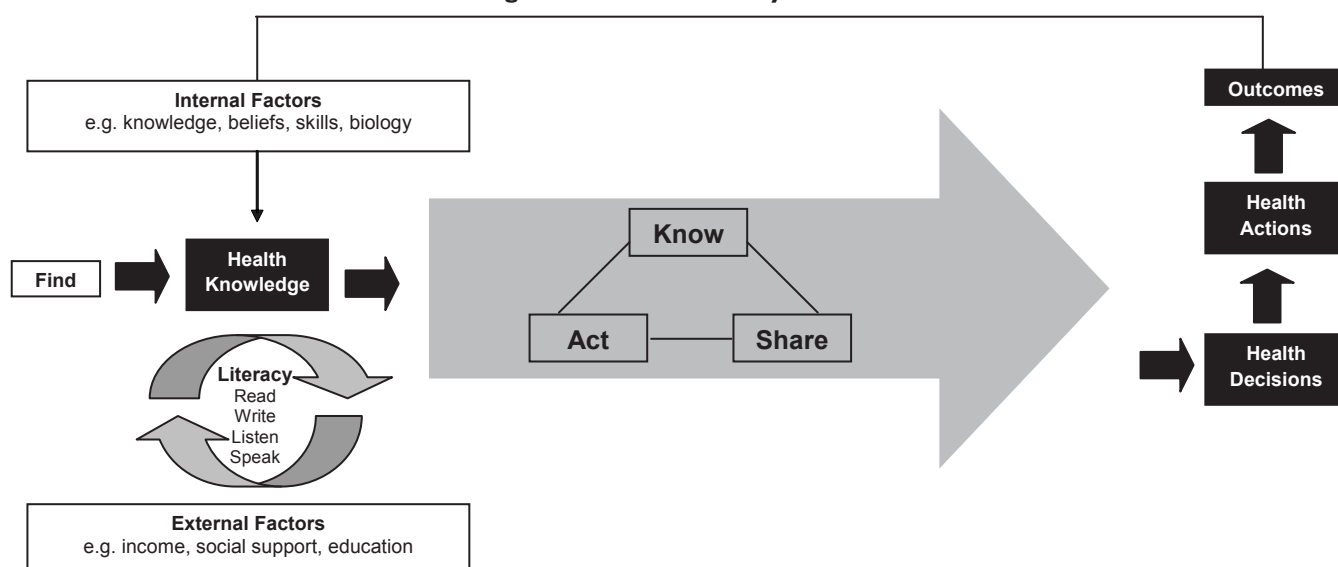 Internal Factors
e.g. knowledge, beliefs, skills, biology
Find
Health
Knowledge
Literacy
Read
Write
Listen
Speak
External Factors
e.g. income, social support, education
Know
Act
Share
Outcomes
Health
Actions
Health
Decisions